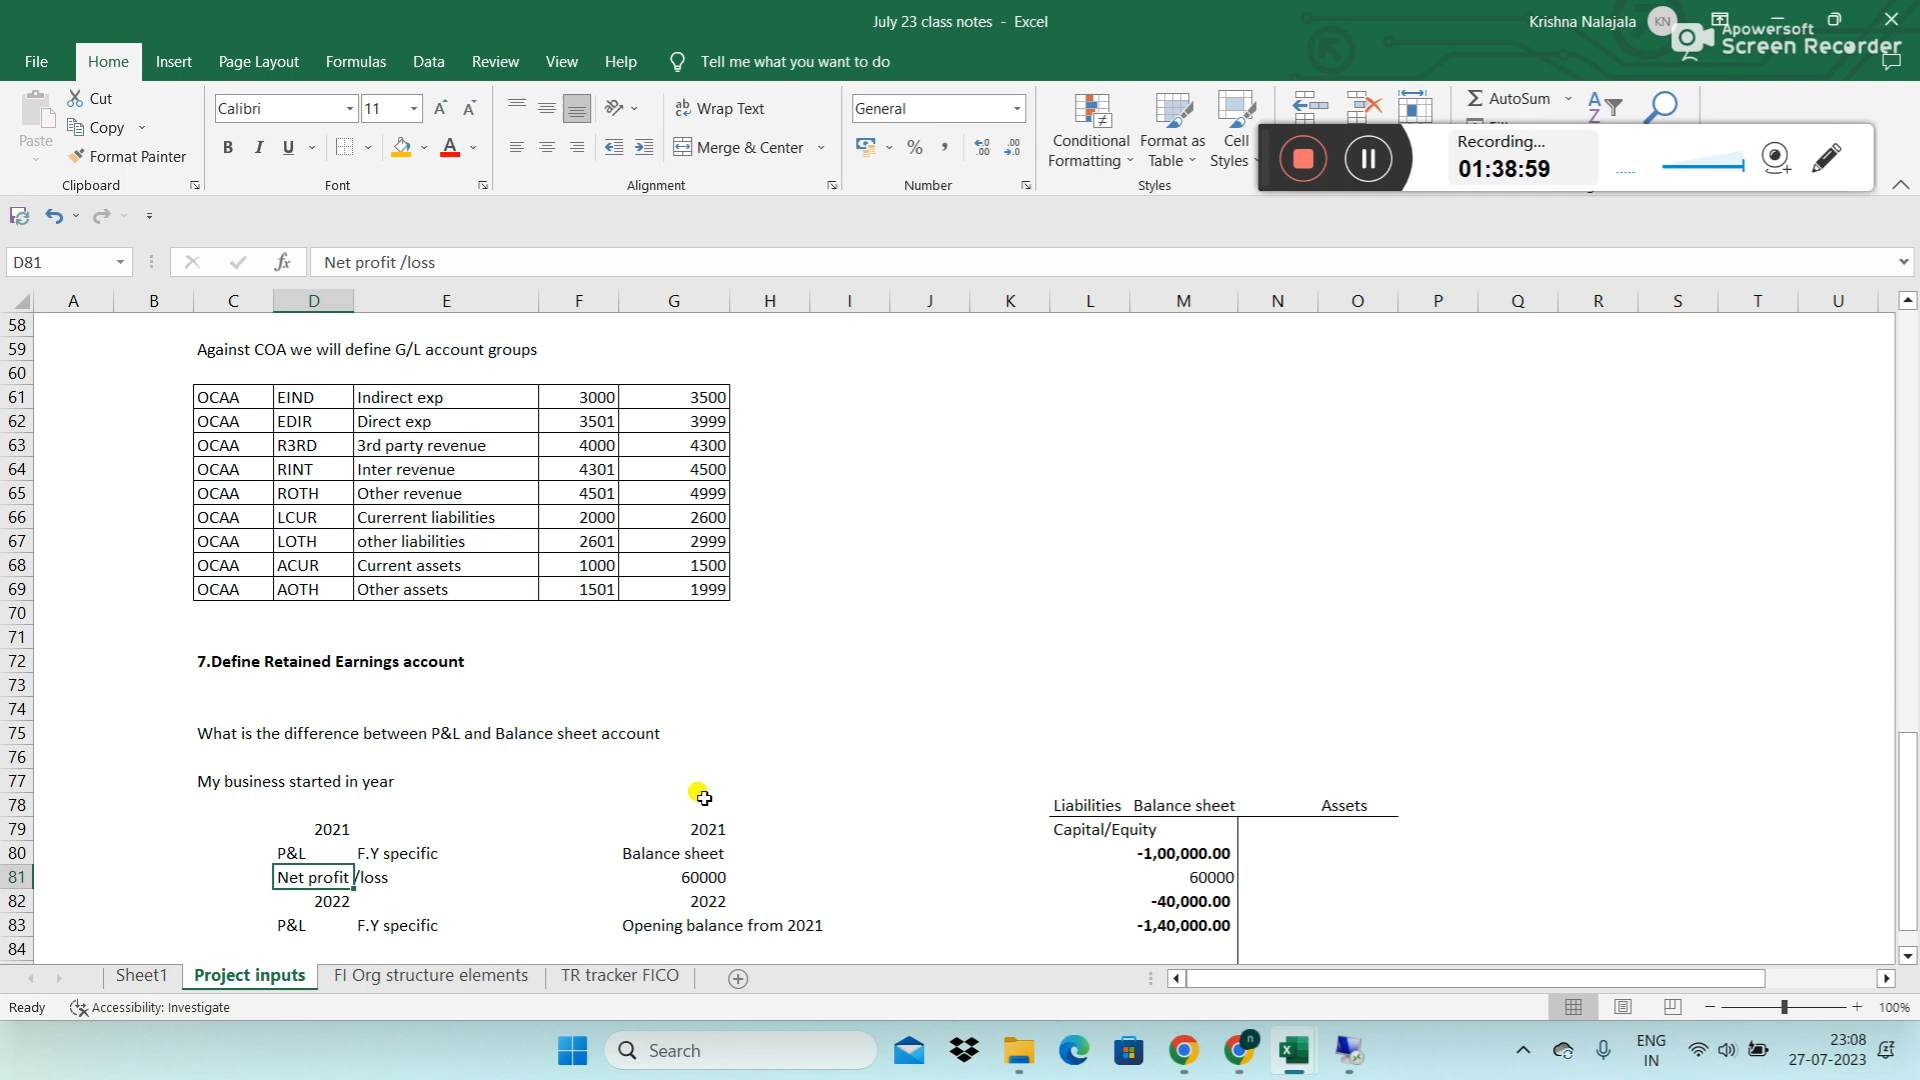 July 23 class notes - Excel
Krishna Nalajala KN
Apowersoft
Screen Recorder
File Home Insert Page Layout Formulas Data Review View Help Tell me what you want to do
Paste
Cut
Copy
Format Painter
Calibri 11
B I U
Wrap Text
Merge & Center
General
Conditional Formatting
Format as Table
Cell Styles
AutoSum
Recording...
01:38:59
Clipboard Font Alignment Number Styles
D81 fx Net profit /loss
A B C D E F G H I J K L M N O P Q R S T U
58
59 Against COA we will define G/L account groups
60
61 OCAA EIND Indirect exp 3000 3500
62 OCAA EDIR Direct exp 3501 3999
63 OCAA R3RD 3rd party revenue 4000 4300
64 OCAA RINT Inter revenue 4301 4500
65 OCAA ROTH Other revenue 4501 4999
66 OCAA LCUR Curerrent liabilities 2000 2600
67 OCAA LOTH other liabilities 2601 2999
68 OCAA ACUR Current assets 1000 1500
69 OCAA AOTH Other assets 1501 1999
70
71
72 7.Define Retained Earnings account
73
74
75 What is the difference between P&L and Balance sheet account
76
77 My business started in year
78 Liabilities Balance sheet Assets
79 2021 2021 Capital/Equity
80 P&L F.Y specific Balance sheet -1,00,000.00
81 Net profit /loss 60000 60000
82 2022 2022 -40,000.00
83 P&L F.Y specific Opening balance from 2021 -1,40,000.00
84
Sheet1 Project inputs FI Org structure elements TR tracker FICO
Ready Accessibility: Investigate 100%
Search
ENG
IN
23:08
27-07-2023